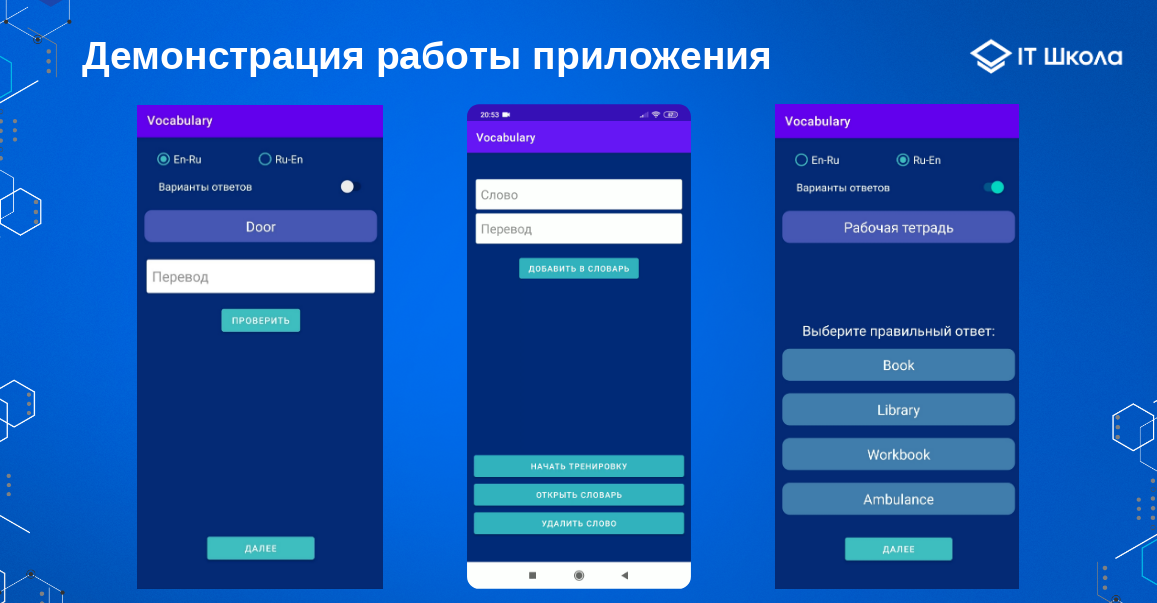 Демонстрация работы приложения
IT Школа
Vocabulary
En-Ru
Ru-En
Варианты ответов
Door
Перевод
ПРОВЕРИТЬ
ДАЛЕЕ
20:53
Vocabulary
Слово
Перевод
ДОБАВИТЬ В СЛОВАРЬ
НАЧАТЬ ТРЕНИРОВКУ
ОТКРЫТЬ СЛОВАРЬ
УДАЛИТЬ СЛОВО
Vocabulary
En-Ru
Ru-En
Варианты ответов
Рабочая тетрадь
Выберите правильный ответ:
Book
Library
Workbook
Ambulance
ДАЛЕЕ